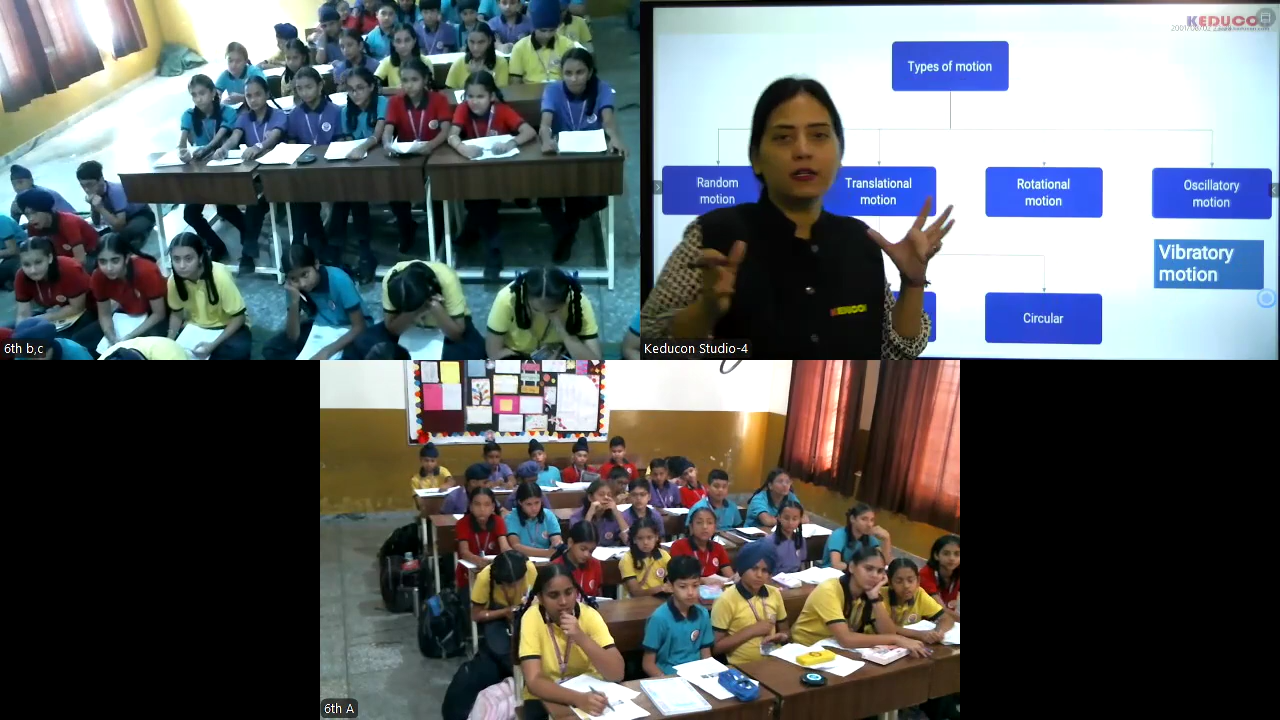 KEDUCO
Types of motion
Random
motion
Translational
motion
Rotational
motion
Oscillatory
motion
Vibratory
motion
Circular
KEDUCON
6th b,c
Keducon Studio-4
6th A